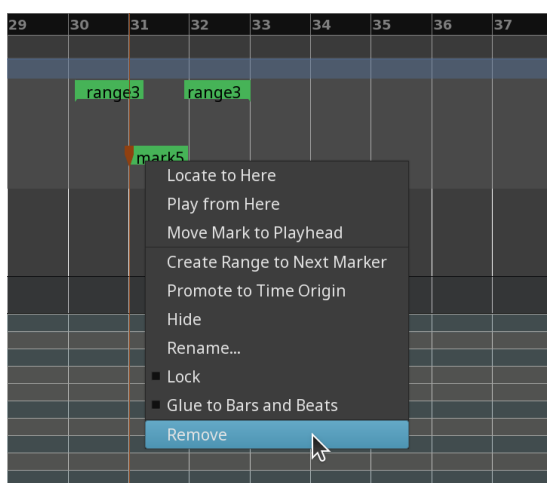 29 30 31 32 33 34 35 36 37
range3 range3
mark5
Locate to Here
Play from Here
Move Mark to Playhead
Create Range to Next Marker
Promote to Time Origin
Hide
Rename...
Lock
Glue to Bars and Beats
Remove